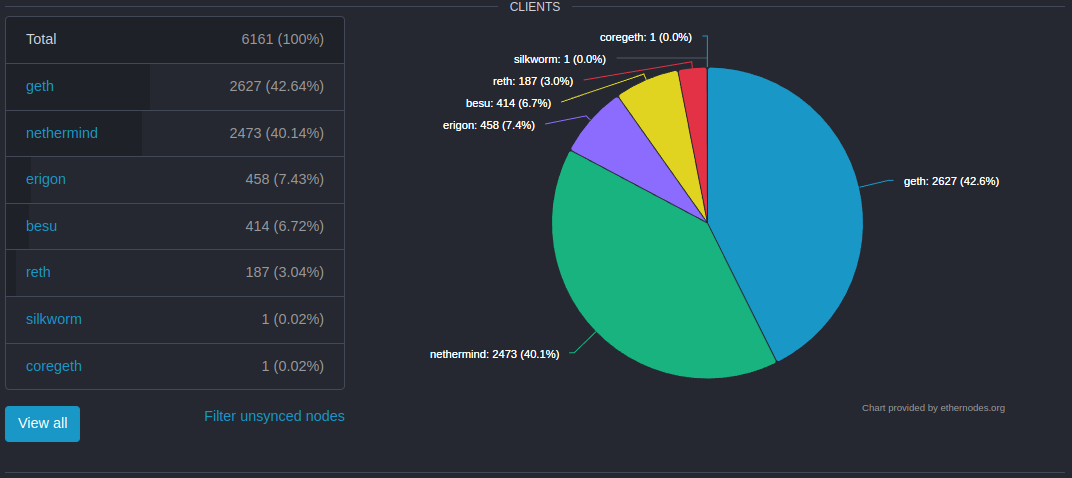 CLIENTS
Total 6161 (100%)
geth 2627 (42.64%)
nethermind 2473 (40.14%)
erigon 458 (7.43%)
besu 414 (6.72%)
reth 187 (3.04%)
silkworm 1 (0.02%)
coregeth 1 (0.02%)
View all
Filter unsynced nodes
coregeth: 1 (0.0%)
silkworm: 1 (0.0%)
reth: 187 (3.0%)
besu: 414 (6.7%)
erigon: 458 (7.4%)
geth: 2627 (42.6%)
nethermind: 2473 (40.1%)
Chart provided by ethernodes.org